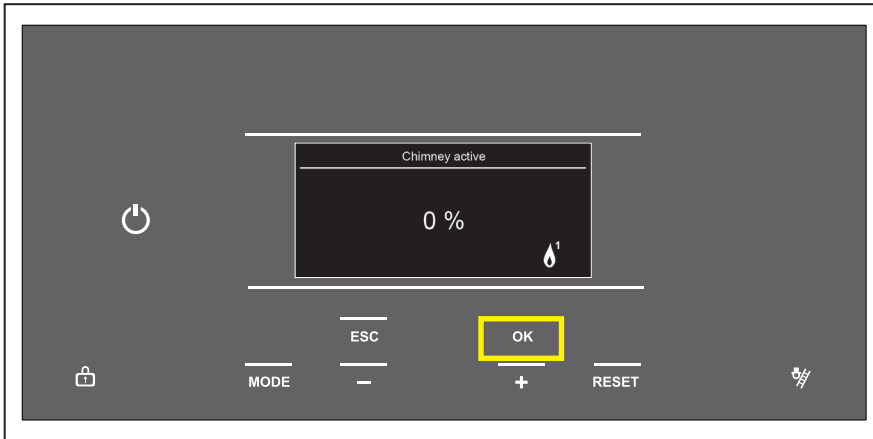 Chimney active
0 %
1
ESC OK
MODE − + RESET